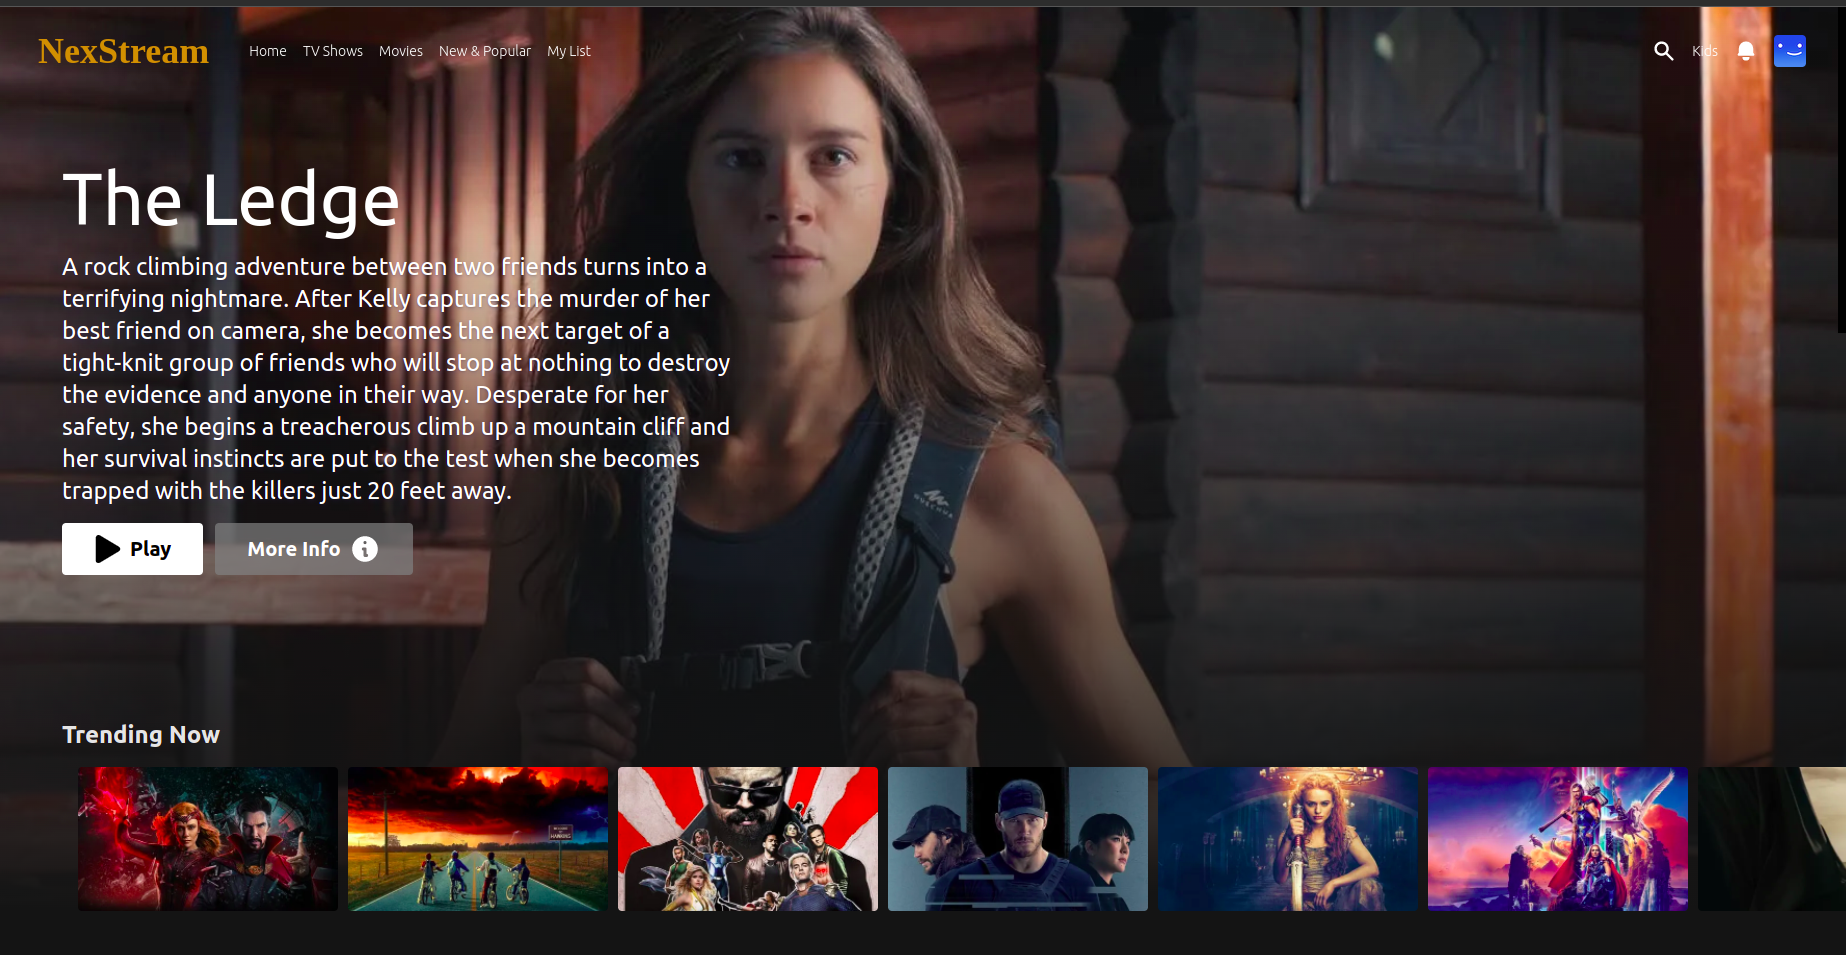 NexStream
Home TV Shows Movies New & Popular My List
Kids
The Ledge
A rock climbing adventure between two friends turns into a
terrifying nightmare. After Kelly captures the murder of her
best friend on camera, she becomes the next target of a
tight-knit group of friends who will stop at nothing to destroy
the evidence and anyone in their way. Desperate for her
safety, she begins a treacherous climb up a mountain cliff and
her survival instincts are put to the test when she becomes
trapped with the killers just 20 feet away.
QUECHUA
Play
More Info
Trending Now
HAWKINS